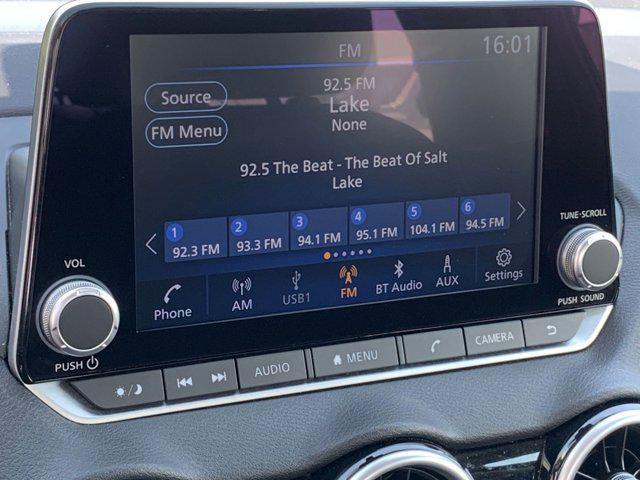 FM
16:01
Source
FM Menu
92.5 FM
Lake
None
92.5 The Beat - The Beat Of Salt
Lake
1 2 3 4 5 6
92.3 FM 93.3 FM 94.1 FM 95.1 FM 104.1 FM 94.5 FM
Phone AM USB1 FM BT Audio AUX Settings
VOL
PUSH
TUNE·SCROLL
PUSH SOUND
AUDIO MENU CAMERA